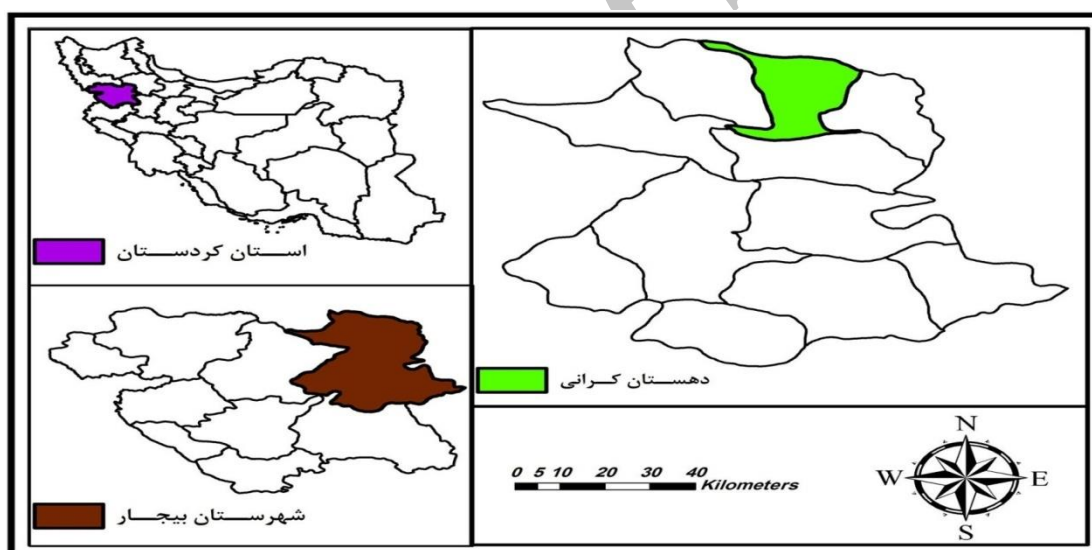 استان کردستان
دهستان کرانی
شهرستان بیجار
0 5 10 20 30 40
Kilometers
N
W
E
S